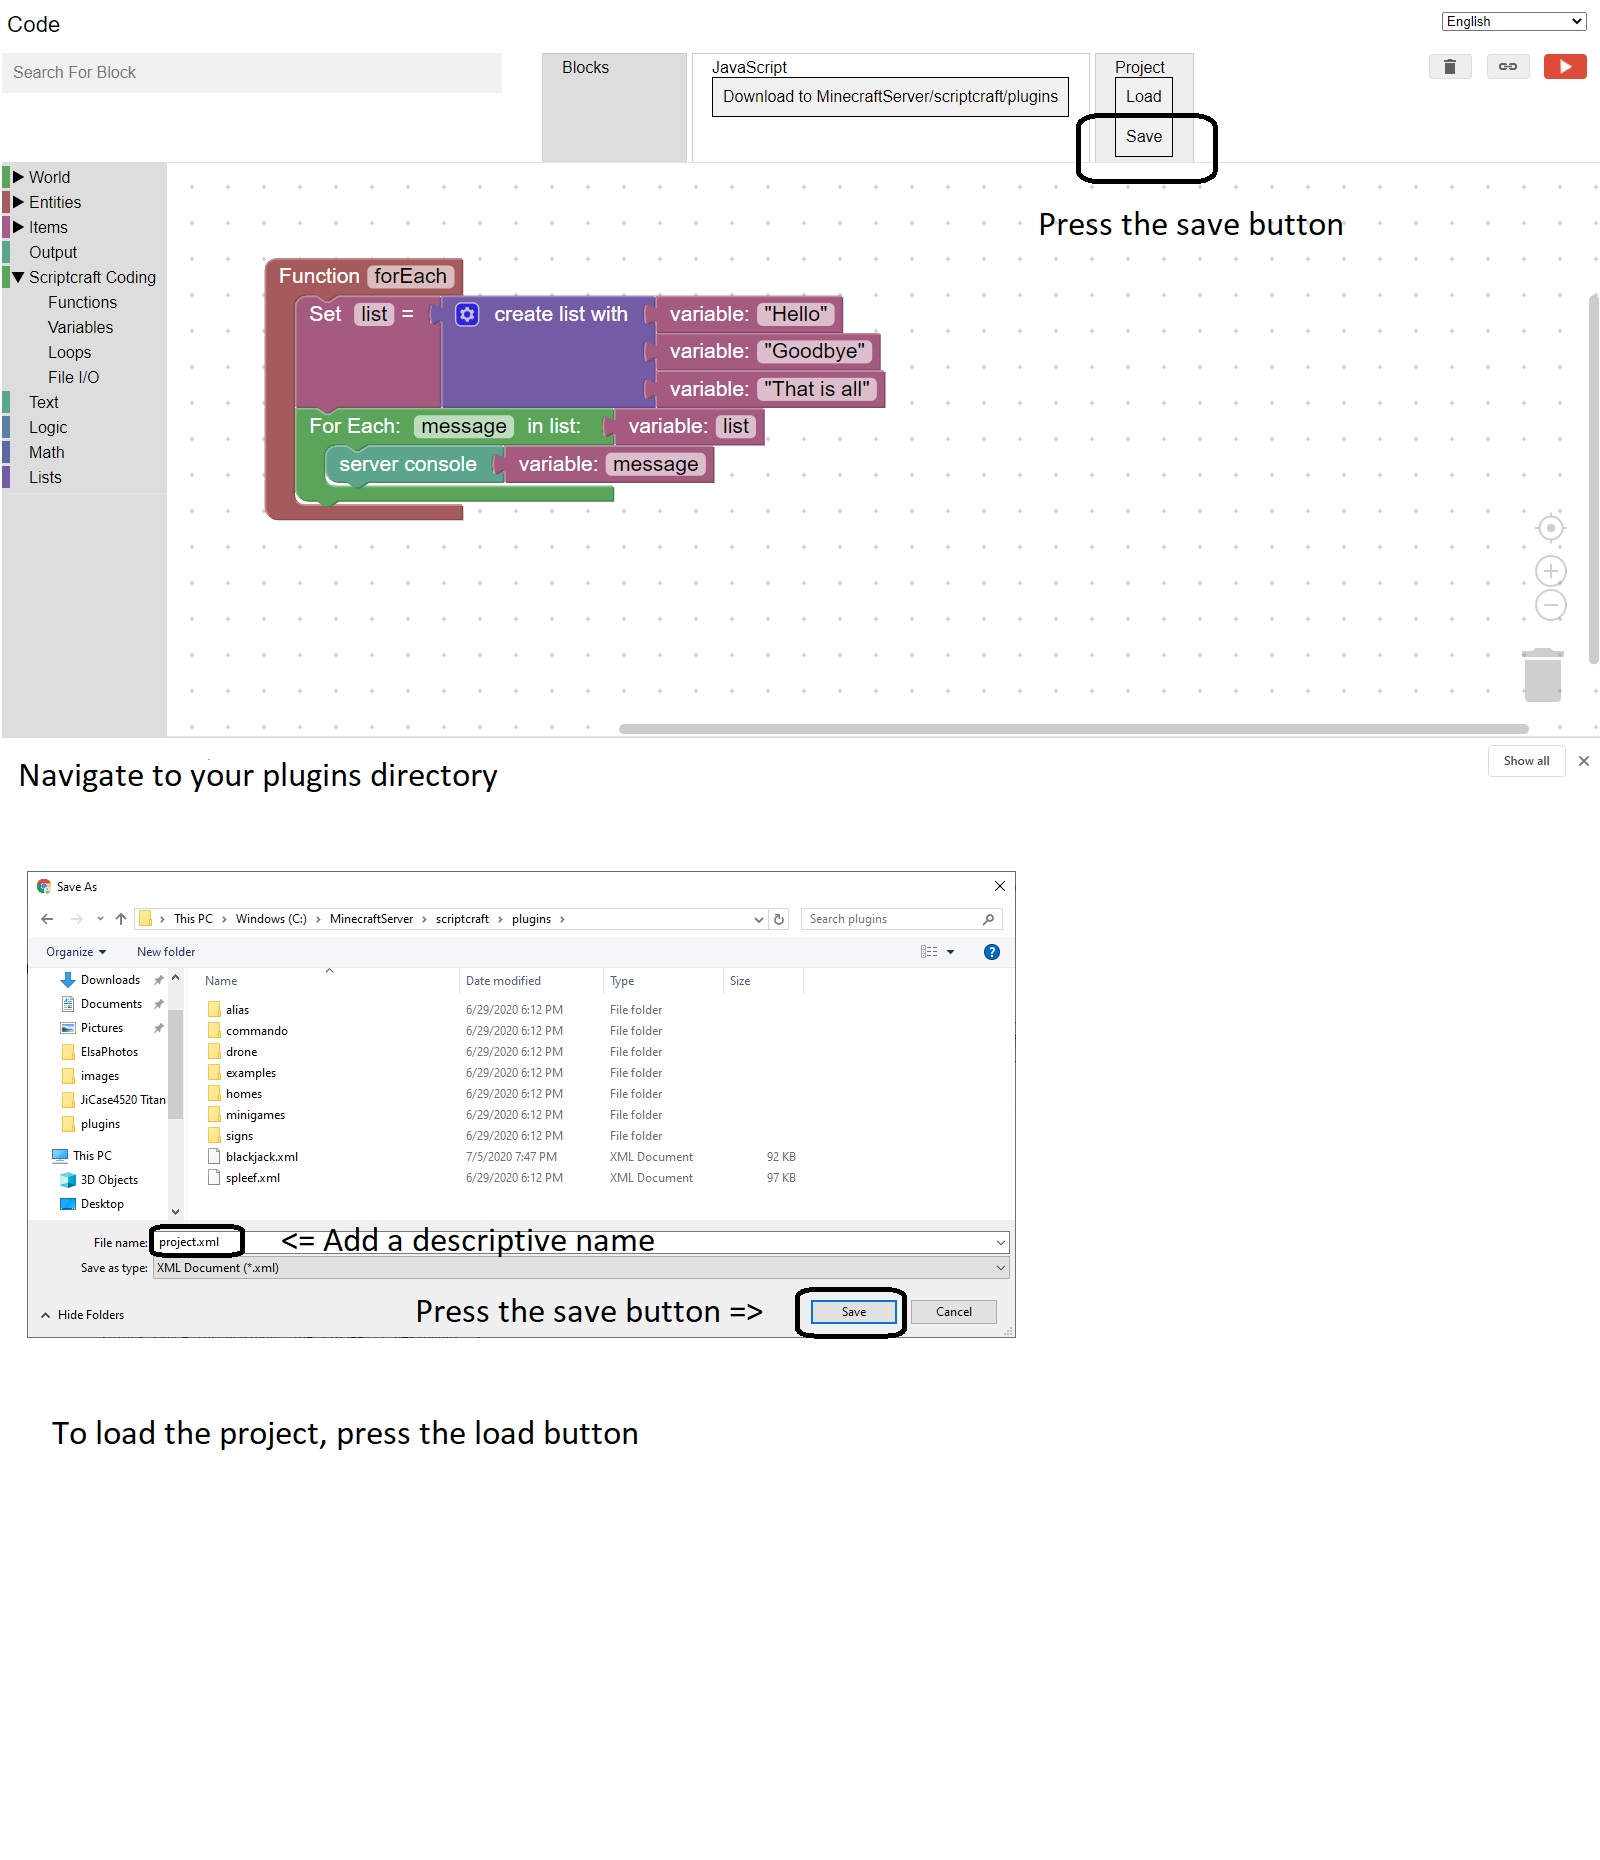 Code
English
Search For Block
Blocks
JavaScript
Download to MinecraftServer/scriptcraft/plugins
Project
Load
Save
Press the save button
World
Entities
Items
Output
Scriptcraft Coding
Functions
Variables
Loops
File I/O
Text
Logic
Math
Lists
Function forEach
Set list = create list with variable: "Hello"
variable: "Goodbye"
variable: "That is all"
For Each: message in list: variable: list
server console variable: message
Navigate to your plugins directory
Show all
Save As
This PC > Windows (C:) > MinecraftServer > scriptcraft > plugins >
Search plugins
Organize New folder
Downloads
Documents
Pictures
ElsaPhotos
images
JiCase4520 Titan
plugins
This PC
3D Objects
Desktop
Name Date modified Type Size
alias 6/29/2020 6:12 PM File folder
commando 6/29/2020 6:12 PM File folder
drone 6/29/2020 6:12 PM File folder
examples 6/29/2020 6:12 PM File folder
homes 6/29/2020 6:12 PM File folder
minigames 6/29/2020 6:12 PM File folder
signs 6/29/2020 6:12 PM File folder
blackjack.xml 7/5/2020 7:47 PM XML Document 92 KB
spleef.xml 6/29/2020 6:12 PM XML Document 97 KB
File name: project.xml <= Add a descriptive name
Save as type: XML Document (*.xml)
Hide Folders Press the save button => Save Cancel
To load the project, press the load button